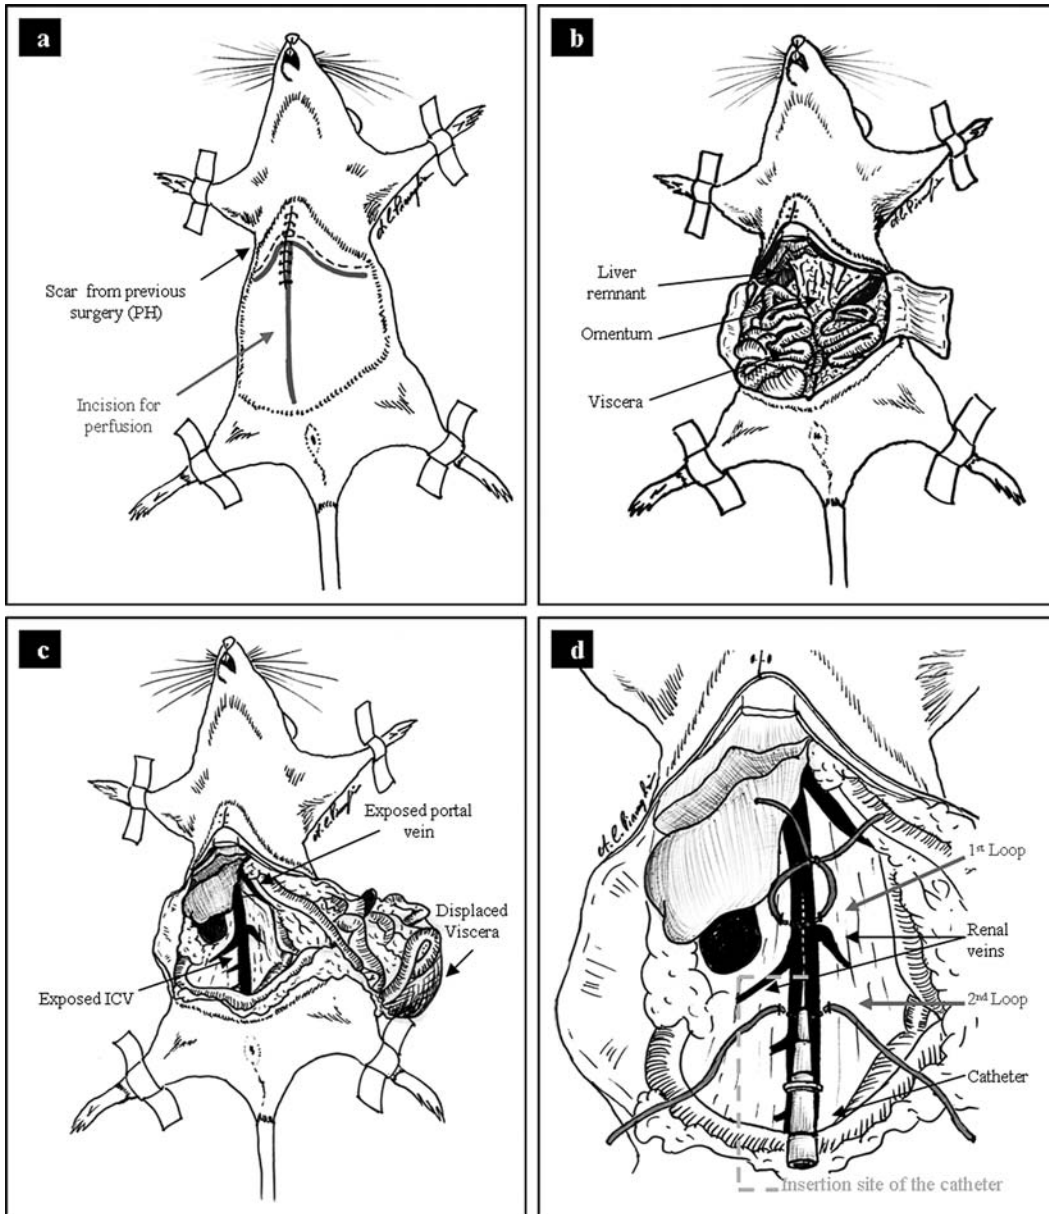 a
Scar from previous
surgery (PH)
Incision for
perfusion
b
Liver
remnant
Omentum
Viscera
c
Exposed portal
vein
Displaced
Viscera
Exposed ICV
d
1st Loop
Renal
veins
2nd Loop
Catheter
Insertion site of the catheter